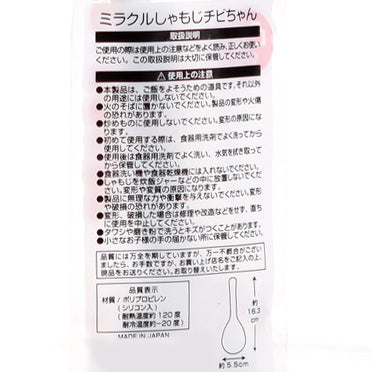 ミラクルしゃもじチビちゃん
取扱説明
ご使用の際は使用上の注意などをよく読み、正しくお使い
ください。この取扱説明は大切に保管してください。
⚠使用上の注意
●本製品は、ご飯をよそうための道具です。それ以外
の用途には使用しないでください。
●火のそばに置かないでください。製品の変形や火傷
の恐れがあります。
●炒めものに使用しないでください。変形の原因にな
ります。
●初めて使用する際は、食器用洗剤でよく洗ってから
使用してください。
●使用後は食器用洗剤でよく洗い、水気を拭き取って
から保管してください。
●食器洗い機や食器乾燥機には入れないでください。
●しゃもじを炊飯ジャーなどの中に放置しないでくだ
さい。変形や変質の原因になります。
●製品に無理な力や衝撃を与えないでください。変形
や破損の恐れがあります。
●変形、破損した場合は修理や改造などをせず、直ち
に使用を中止してください。
●タワシや磨き粉で洗うとキズがつくことがあります。
●小さなお子様の手の届かない所に保管してください。
品質には万全を期していますが、万一不都合がござい
ましたら、お手数ですが、お買い上げ店名をご記入の上、
現品をお送りください。お取り替えいたします。
品質表示
材質/ポリプロピレン
(シリコン入)
(耐熱温度約120度
耐冷温度約-20度)
MADE IN JAPAN
約
16.3
cm
約5.5cm